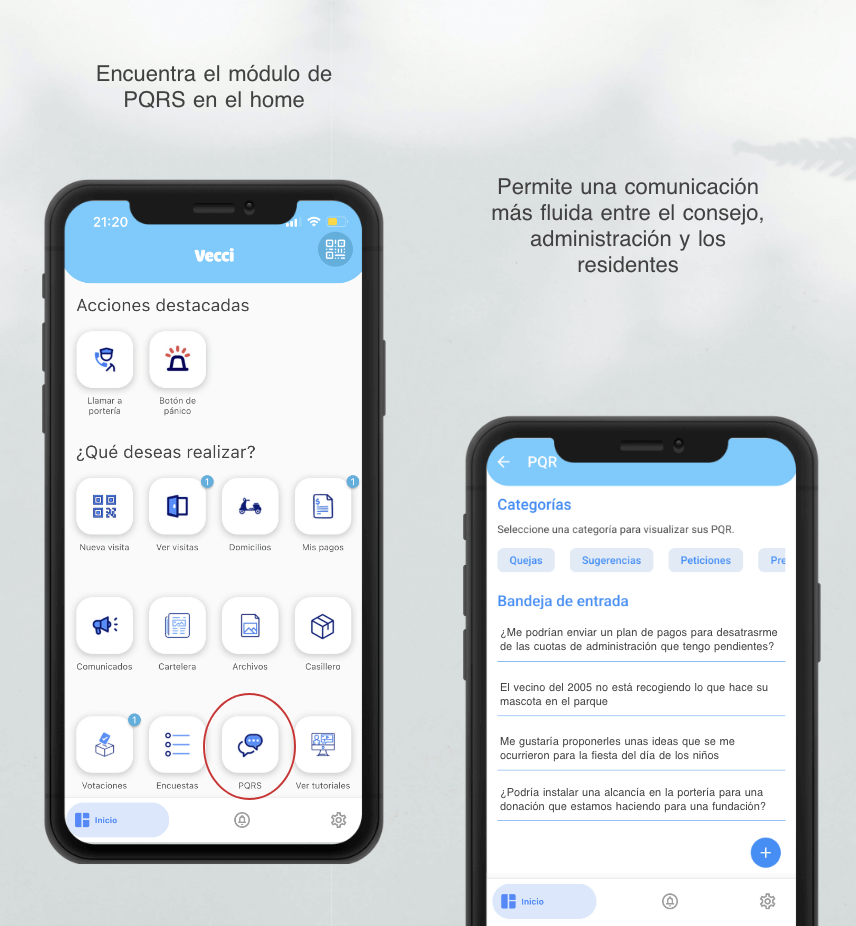 Encuentra el módulo de
PQRS en el home
21:20
Vecci
Acciones destacadas
Llamar a
portería
Botón de
pánico
¿Qué deseas realizar?
1
1
Nueva visita
Ver visitas
Domicilios
Mis pagos
Comunicados
Cartelera
Archivos
Casillero
1
Votaciones
Encuestas
PQRS
Ver tutoriales
Inicio
Permite una comunicación
más fluida entre el consejo,
administración y los
residentes
PQR
Categorías
Seleccione una categoría para visualizar sus PQR.
Quejas
Sugerencias
Peticiones
Pre
Bandeja de entrada
¿Me podrían enviar un plan de pagos para desatrasrme
de las cuotas de administración que tengo pendientes?
El vecino del 2005 no está recogiendo lo que hace su
mascota en el parque
Me gustaría proponerles unas ideas que se me
ocurrieron para la fiesta del día de los niños
¿Podría instalar una alcancía en la portería para una
donación que estamos haciendo para una fundación?
Inicio